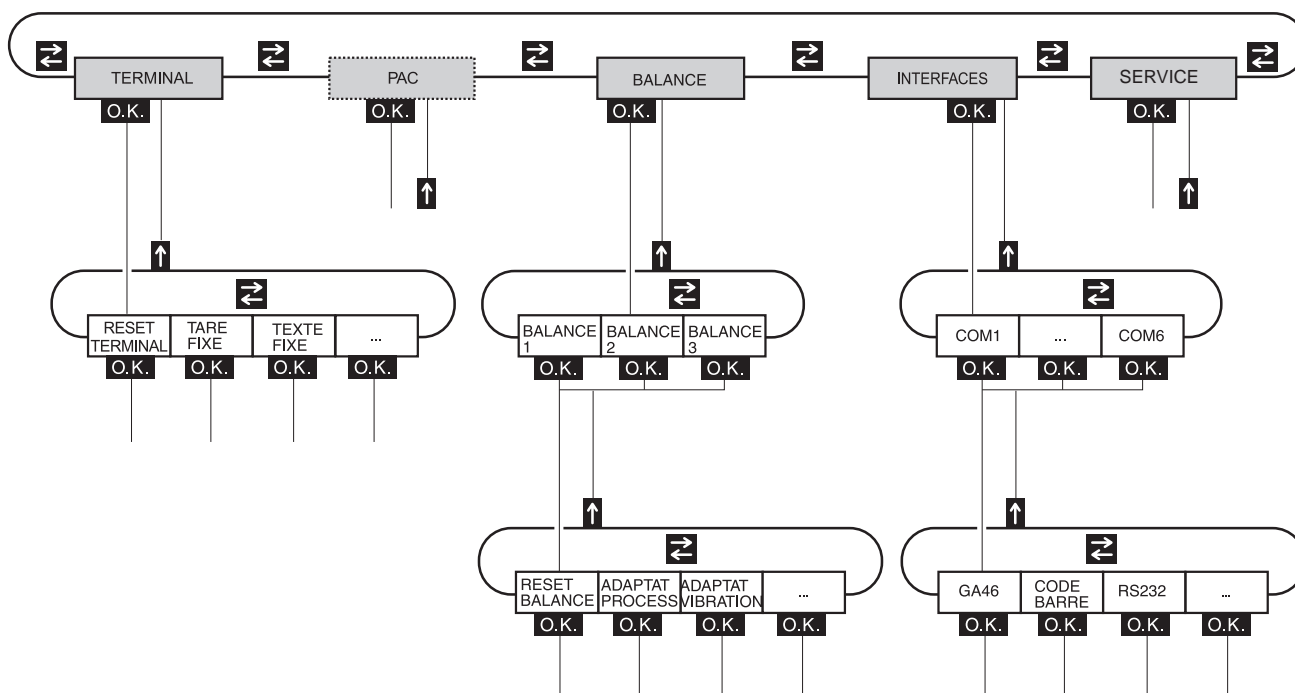 TERMINAL
PAC
BALANCE
INTERFACES
SERVICE
O.K.
O.K.
O.K.
O.K.
O.K.
RESET
TERMINAL
TARE
FIXE
TEXTE
FIXE
...
O.K.
O.K.
O.K.
O.K.
BALANCE
1
BALANCE
2
BALANCE
3
O.K.
O.K.
O.K.
COM1
...
COM6
O.K.
O.K.
O.K.
RESET
BALANCE
ADAPTAT
PROCESS
ADAPTAT
VIBRATION
...
O.K.
O.K.
O.K.
O.K.
GA46
CODE
BARRE
RS232
...
O.K.
O.K.
O.K.
O.K.